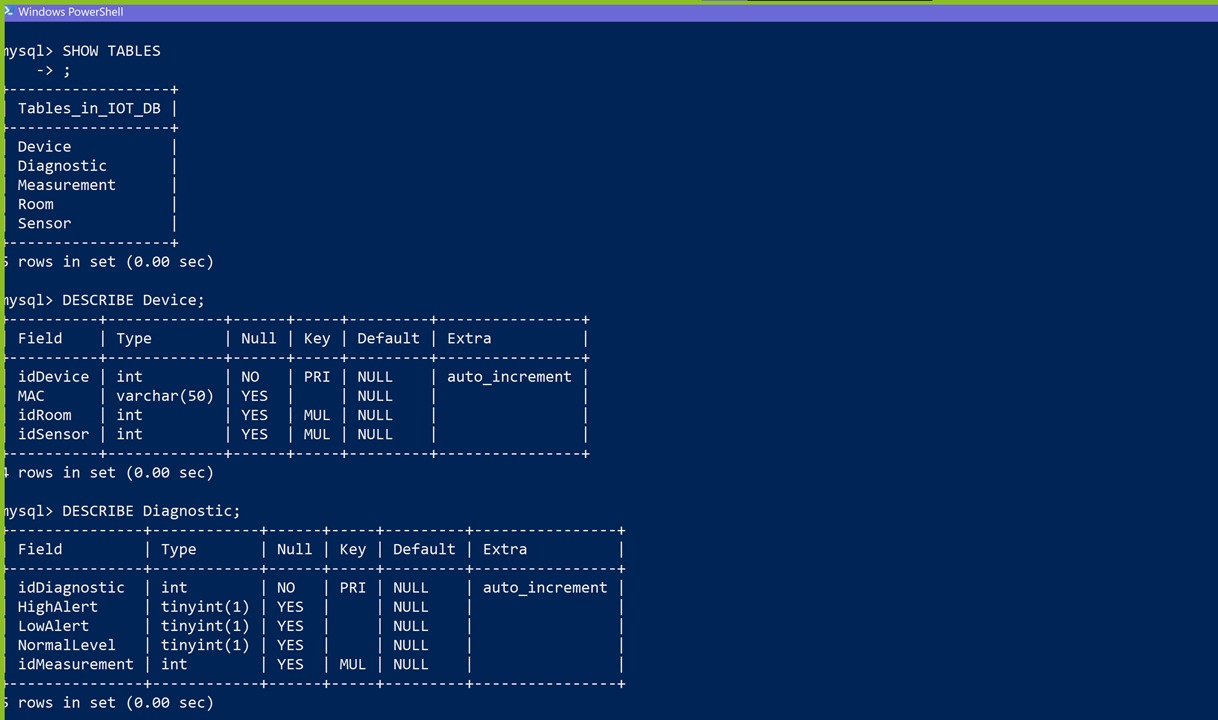 Windows PowerShell
mysql> SHOW TABLES
    -> ;
+-------------------+
| Tables_in_IOT_DB |
+-------------------+
| Device            |
| Diagnostic        |
| Measurement       |
| Room              |
| Sensor            |
+-------------------+
5 rows in set (0.00 sec)
mysql> DESCRIBE Device;
+----------+-------------+------+-----+---------+----------------+
| Field    | Type        | Null | Key | Default | Extra          |
+----------+-------------+------+-----+---------+----------------+
| idDevice | int         | NO   | PRI | NULL    | auto_increment |
| MAC      | varchar(50) | YES  |     | NULL    |                |
| idRoom   | int         | YES  | MUL | NULL    |                |
| idSensor | int         | YES  | MUL | NULL    |                |
+----------+-------------+------+-----+---------+----------------+
4 rows in set (0.00 sec)
mysql> DESCRIBE Diagnostic;
+---------------+------------+------+-----+---------+----------------+
| Field         | Type       | Null | Key | Default | Extra          |
+---------------+------------+------+-----+---------+----------------+
| idDiagnostic  | int        | NO   | PRI | NULL    | auto_increment |
| HighAlert     | tinyint(1) | YES  |     | NULL    |                |
| LowAlert      | tinyint(1) | YES  |     | NULL    |                |
| NormalLevel   | tinyint(1) | YES  |     | NULL    |                |
| idMeasurement | int        | YES  | MUL | NULL    |                |
+---------------+------------+------+-----+---------+----------------+
5 rows in set (0.00 sec)